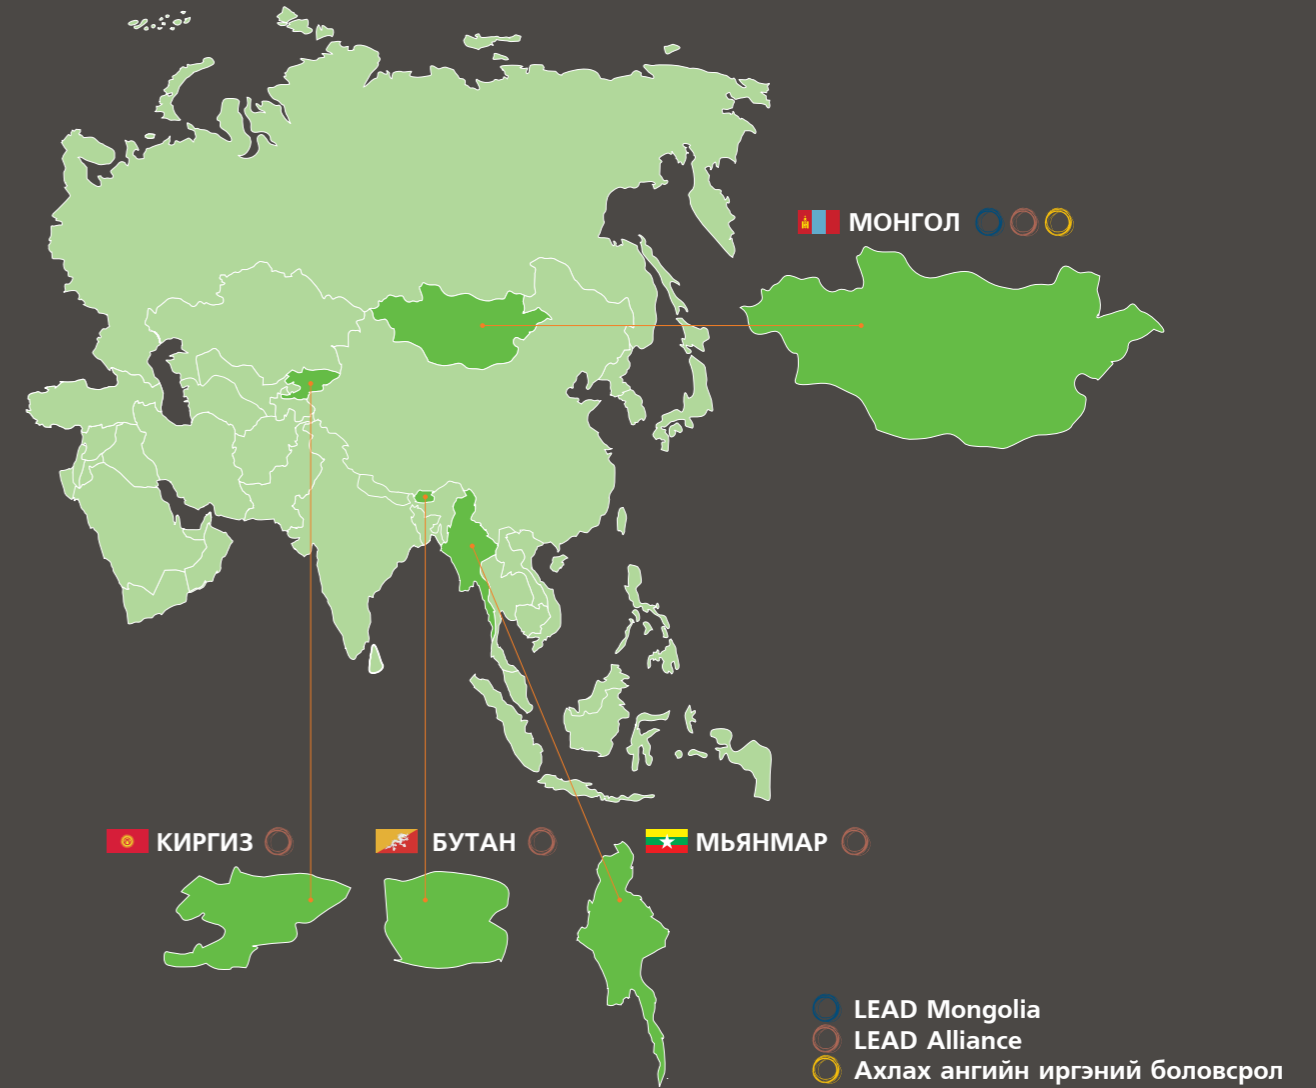 МОНГОЛ
КИРГИЗ
БУТАН
МЬЯНМАР
LEAD Mongolia
LEAD Alliance
Ахлах ангийн иргэний боловсрол